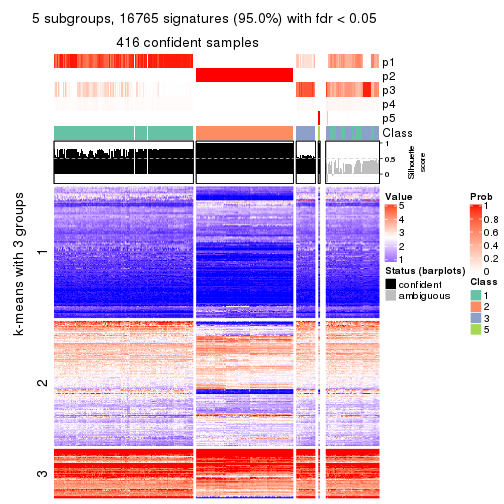 5 subgroups, 16765 signatures (95.0%) with fdr < 0.05
416 confident samples
p1
p2
p3
p4
p5
Class
1
0.5
0
Silhouette
score
k-means with 3 groups
1
2
3
Value
5
4
3
2
1
Status (barplots)
confident
ambiguous
Prob
1
0.8
0.6
0.4
0.2
0
Class
1
2
3
5